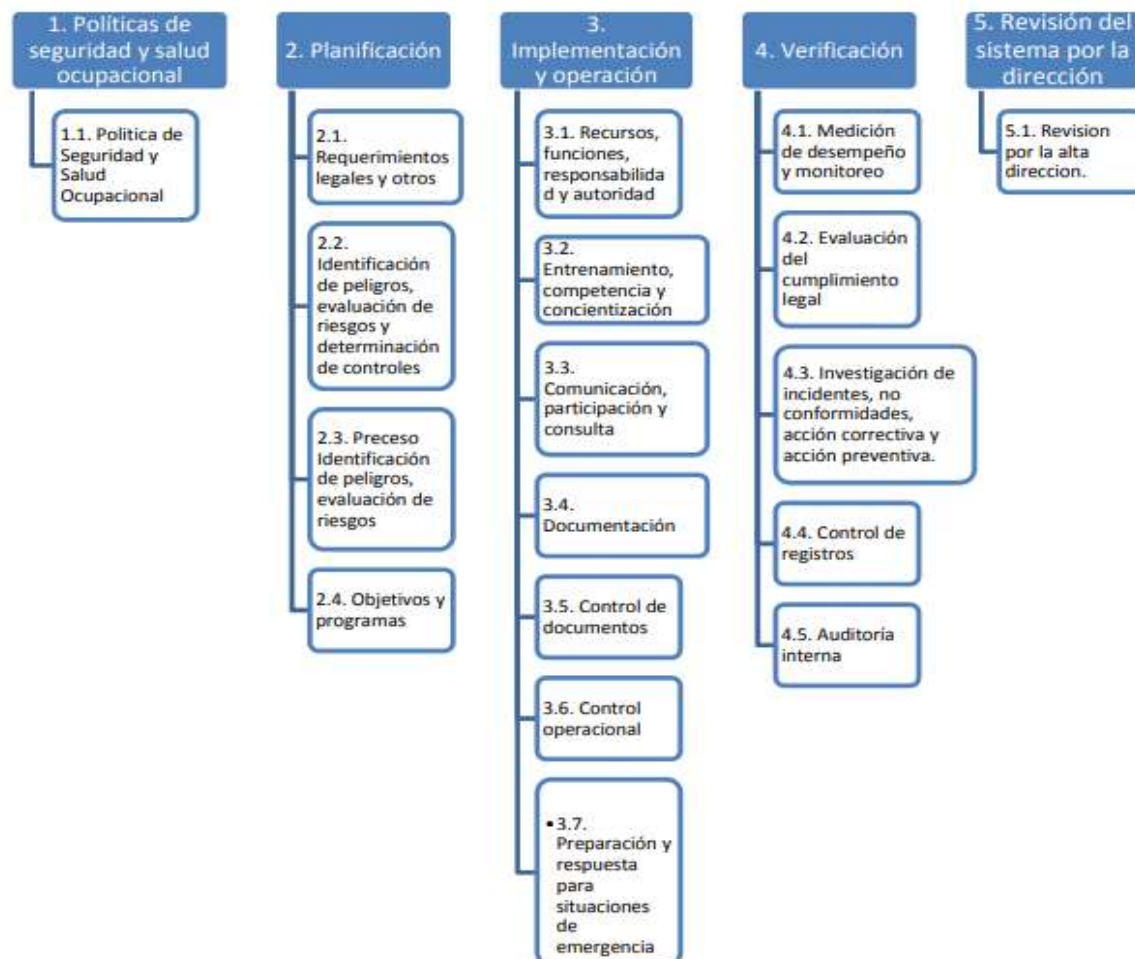 1. Políticas de
seguridad y salud
ocupacional
1.1. Politica de
Seguridad y
Salud
Ocupacional
2. Planificación
2.1.
Requerimientos
legales y otros
2.2.
Identificación
de peligros,
evaluación de
riesgos y
determinación
de controles
2.3. Preceso
Identificación
de peligros,
evaluación de
riesgos
2.4. Objetivos y
programas
3.
Implementación
y operación
3.1. Recursos,
funciones,
responsabilida
d y autoridad
3.2.
Entrenamiento,
competencia y
concientización
3.3.
Comunicación,
participación y
consulta
3.4.
Documentación
3.5. Control de
documentos
3.6. Control
operacional
•3.7.
Preparación y
respuesta
para
situaciones
de
emergencia
4. Verificación
4.1. Medición
de desempeño
y monitoreo
4.2. Evaluación
del
cumplimiento
legal
4.3. Investigación de
incidentes, no
conformidades,
acción correctiva y
acción preventiva.
4.4. Control de
registros
4.5. Auditoría
interna
5. Revisión del
sistema por la
dirección
5.1. Revision
por la alta
direccion.